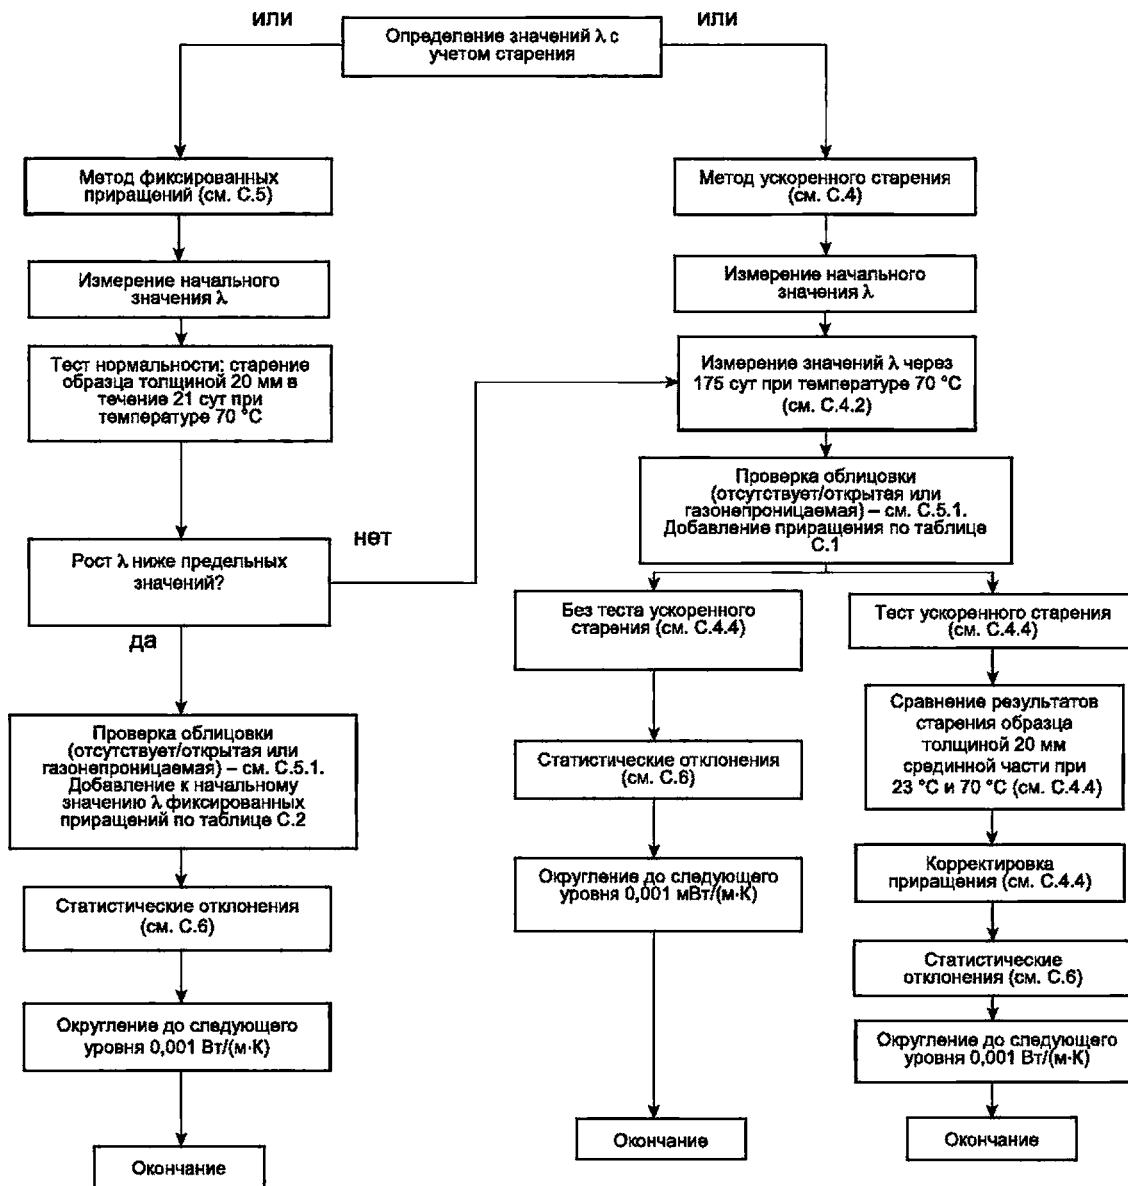 или
или
Определение значений λ с
учетом старения
Метод фиксированных
приращений (см. С.5)
Измерение начального
значения λ
Тест нормальности: старение
образца толщиной 20 мм в
течение 21 сут при
температуре 70 °С
Рост λ ниже предельных
значений?
нет
да
Проверка облицовки
(отсутствует/открытая или
газонепроницаемая) – см. С.5.1.
Добавление к начальному
значению λ фиксированных
приращений по таблице С.2
Статистические отклонения
(см. С.6)
Округление до следующего
уровня 0,001 Вт/(м·К)
Окончание
Метод ускоренного старения
(см. С.4)
Измерение начального
значения λ
Измерение значений λ через
175 сут при температуре 70 °С
(см. С.4.2)
Проверка облицовки
(отсутствует/открытая или
газонепроницаемая) – см. С.5.1.
Добавление приращения по таблице
С.1
Без теста ускоренного
старения (см. С.4.4)
Статистические отклонения
(см. С.6)
Округление до следующего
уровня 0,001 мВт/(м·К)
Окончание
Тест ускоренного старения
(см. С.4.4)
Сравнение результатов
старения образца
толщиной 20 мм
срединной части при
23 °С и 70 °С (см. С.4.4)
Корректировка
приращения (см. С.4.4)
Статистические
отклонения (см. С.6)
Округление до следующего
уровня 0,001 Вт/(м·К)
Окончание